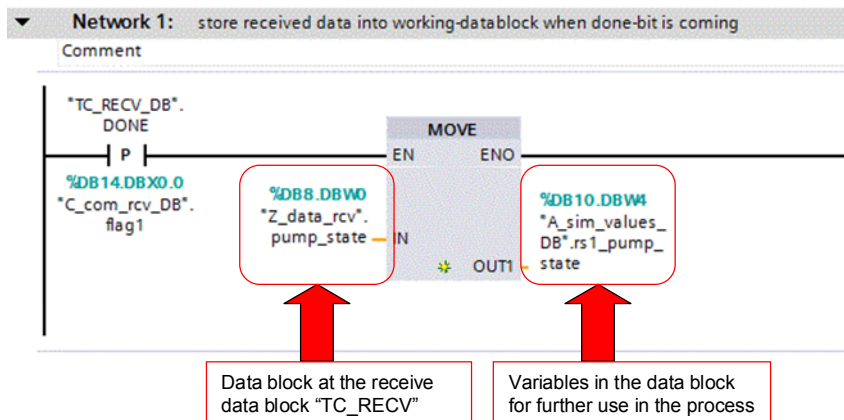 Network 1: store received data into working-datablock when done-bit is coming
Comment
"TC_RECV_DB".
DONE
P
%DB14.DBX0.0
"C_com_rcv_DB".
flag1
MOVE
EN ENO
%DB8.DBW0
"Z_data_rcv".
pump_state
IN
%DB10.DBW4
"A_sim_values_
DB".rs1_pump_
state
OUT1
Data block at the receive
data block “TC_RECV”
Variables in the data block
for further use in the process